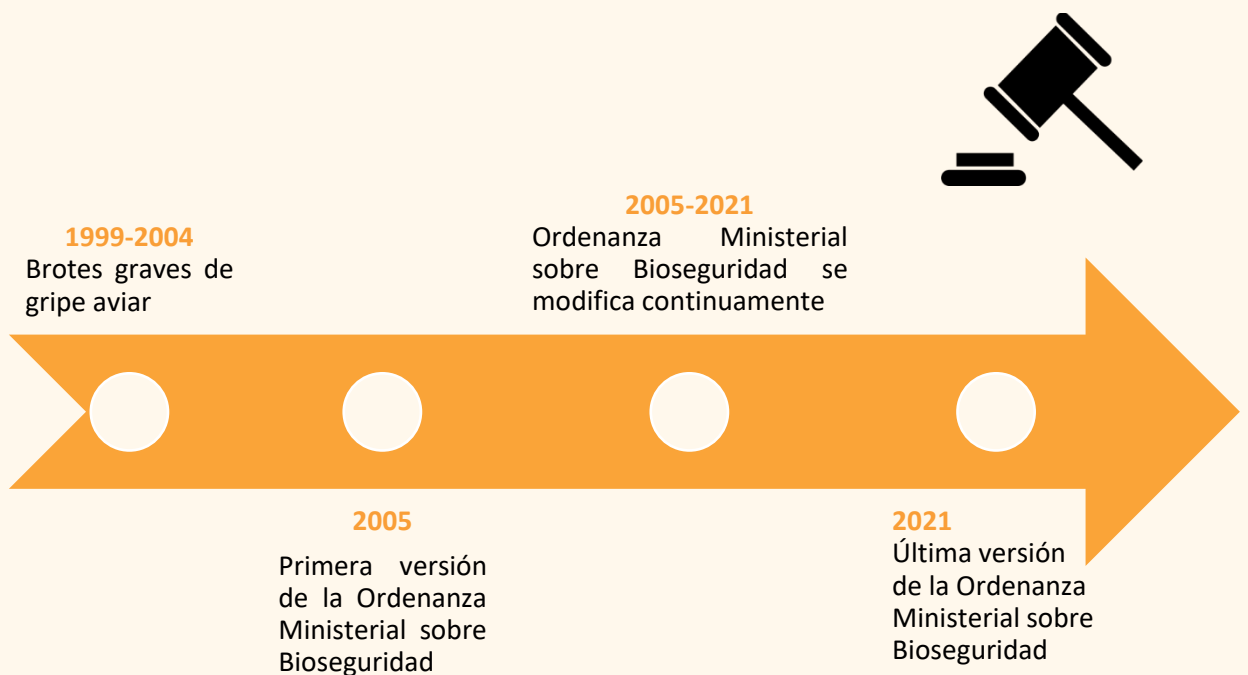 1999-2004
Brotes graves de
gripe aviar
2005
Primera versión
de la Ordenanza
Ministerial sobre
Bioseguridad
2005-2021
Ordenanza Ministerial
sobre Bioseguridad se
modifica continuamente
2021
Última versión
de la Ordenanza
Ministerial sobre
Bioseguridad